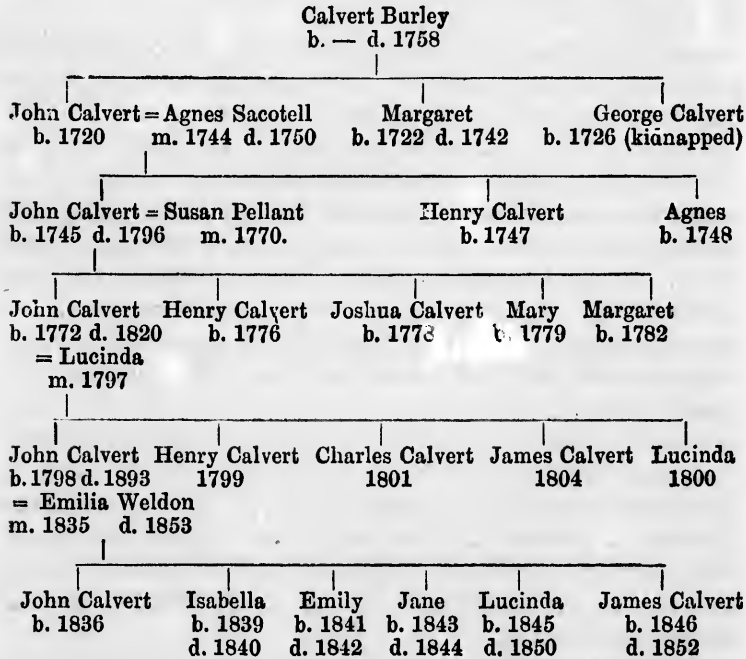 Calvert Burley
b. — d. 1758
John Calvert = Agnes Sacotell Margaret George Calvert
b. 1720 m. 1744 d. 1750 b. 1722 d. 1742 b. 1726 (kidnapped)
John Calvert = Susan Pellant Henry Calvert Agnes
b. 1745 d. 1796 m. 1770. b. 1747 b. 1748
John Calvert Henry Calvert Joshua Calvert Mary Margaret
b. 1772 d. 1820 b. 1776 b. 1778 b. 1779 b. 1782
= Lucinda
m. 1797
John Calvert Henry Calvert Charles Calvert James Calvert Lucinda
b. 1798 d. 1893 1799 1801 1804 1800
= Emilia Weldon
m. 1835 d. 1853
John Calvert Isabella Emily Jane Lucinda James Calvert
b. 1836 b. 1839 b. 1841 b. 1843 b. 1845 b. 1846
d. 1840 d. 1842 d. 1844 d. 1850 d. 1852